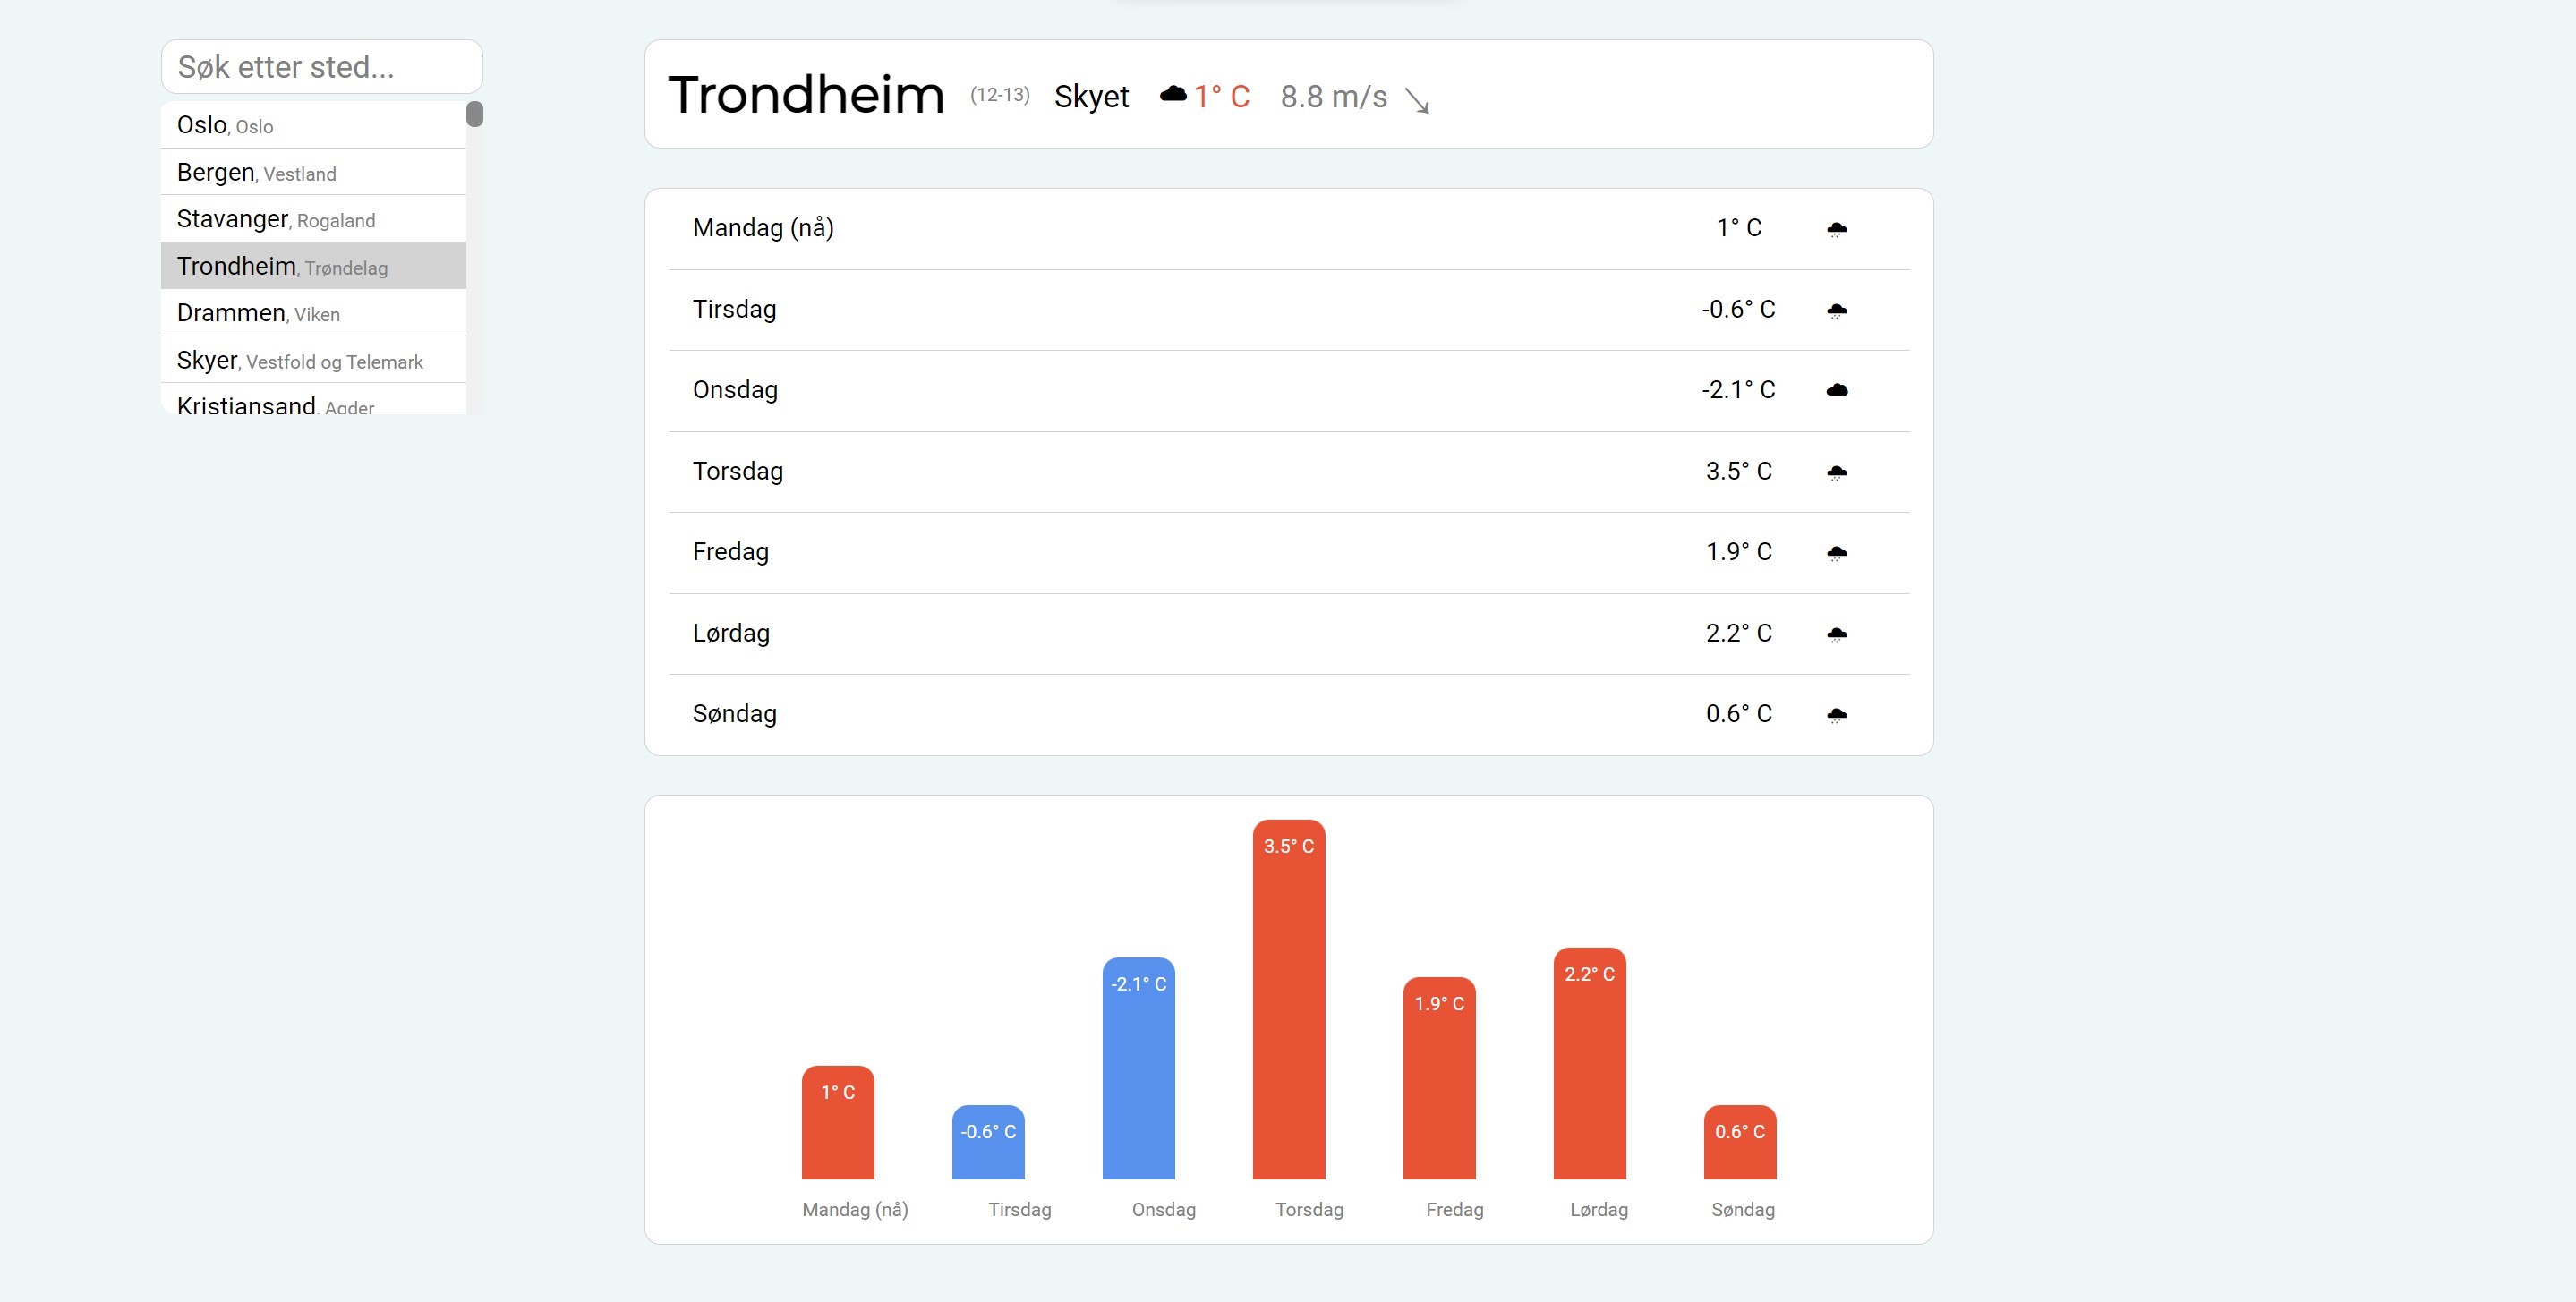 Søk etter sted...
Oslo, Oslo
Bergen, Vestland
Stavanger, Rogaland
Trondheim, Trøndelag
Drammen, Viken
Skyer, Vestfold og Telemark
Kristiansand, Agder
Trondheim (12-13) Skyet 1° C 8.8 m/s
Mandag (nå) 1° C
Tirsdag -0.6° C
Onsdag -2.1° C
Torsdag 3.5° C
Fredag 1.9° C
Lørdag 2.2° C
Søndag 0.6° C
3.5° C
2.2° C
-2.1° C
1.9° C
1° C
-0.6° C
0.6° C
Mandag (nå) Tirsdag Onsdag Torsdag Fredag Lørdag Søndag